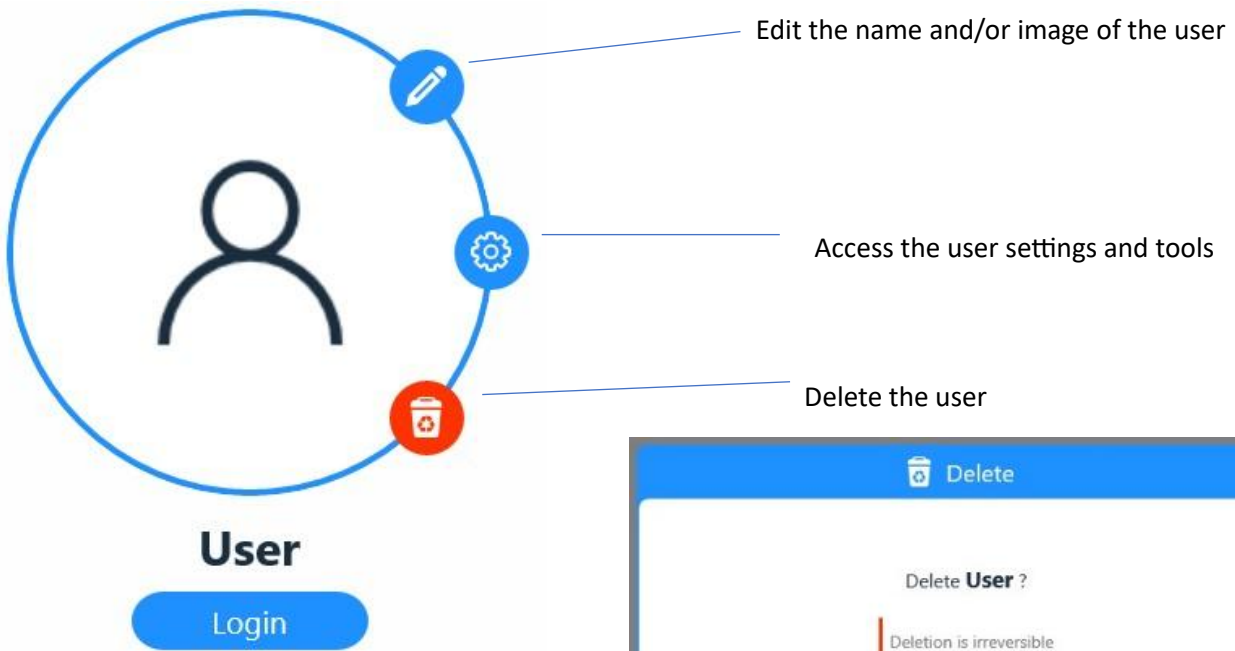 Edit the name and/or image of the user
Access the user settings and tools
Delete the user
User
Login
Delete
Delete User ?
Deletion is irreversible